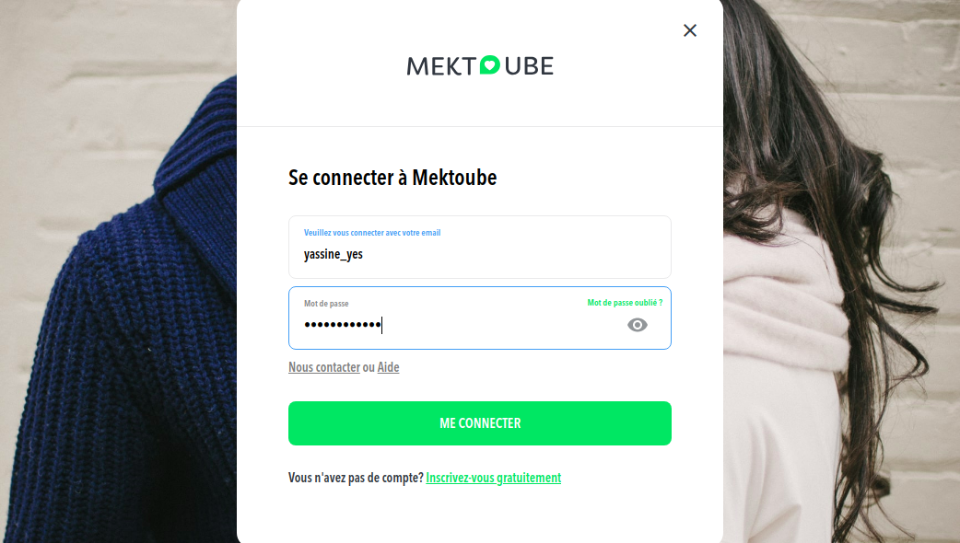 MEKTOUBE
Se connecter à Mektoube
Veuillez vous connecter avec votre email
yassine_yes
Mot de passe
Mot de passe oublié ?
••••••••••••
Nous contacter ou Aide
ME CONNECTER
Vous n'avez pas de compte? Inscrivez-vous gratuitement